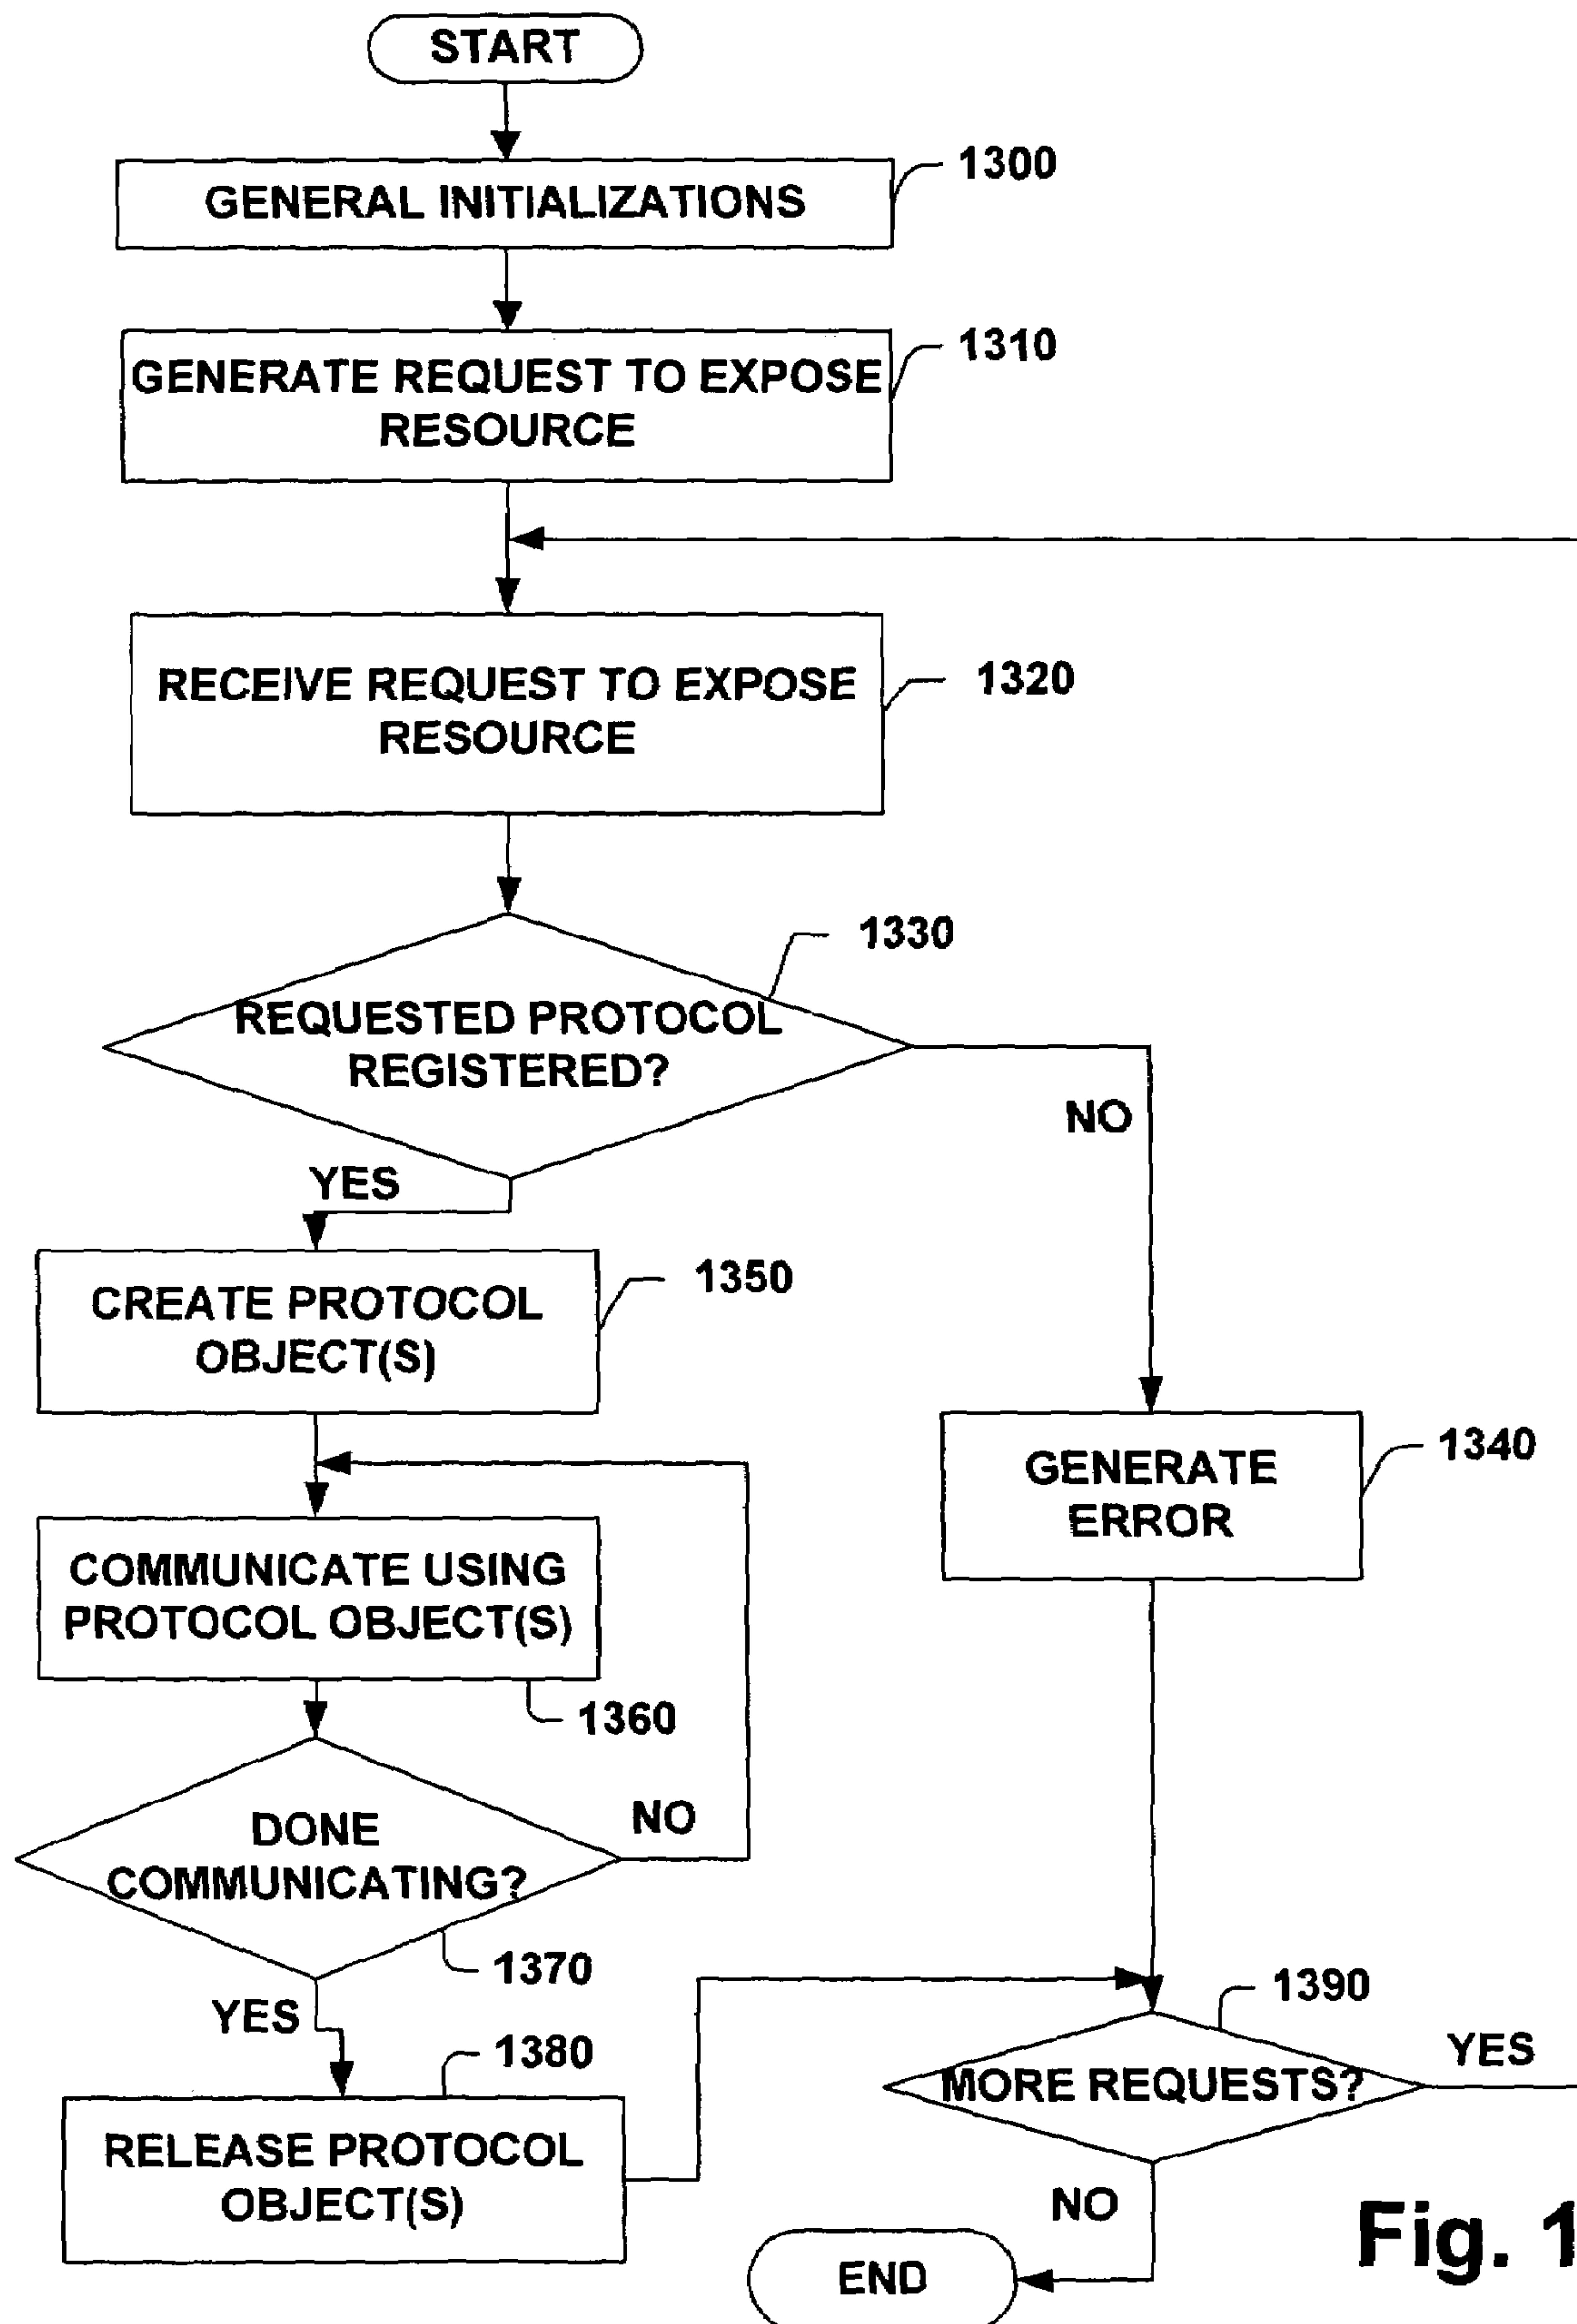 START
GENERAL INITIALIZATIONS
1300
GENERATE REQUEST TO EXPOSE
RESOURCE
1310
RECEIVE REQUEST TO EXPOSE
RESOURCE
1320
REQUESTED PROTOCOL
REGISTERED?
1330
NO
YES
CREATE PROTOCOL
OBJECT(S)
1350
GENERATE
ERROR
1340
COMMUNICATE USING
PROTOCOL OBJECT(S)
1360
DONE
COMMUNICATING?
NO
1370
YES
RELEASE PROTOCOL
OBJECT(S)
1380
MORE REQUESTS?
1390
YES
NO
END
Fig. 1